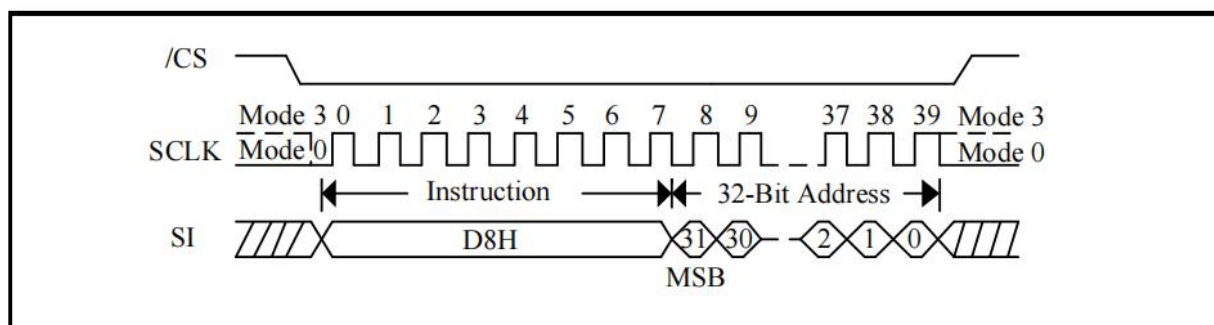 /CS
Mode 3 0 1 2 3 4 5 6 7 8 9 37 38 39 Mode 3
SCLK Mode 0 Mode 0
Instruction 32-Bit Address
SI D8H 31 30 2 1 0
MSB